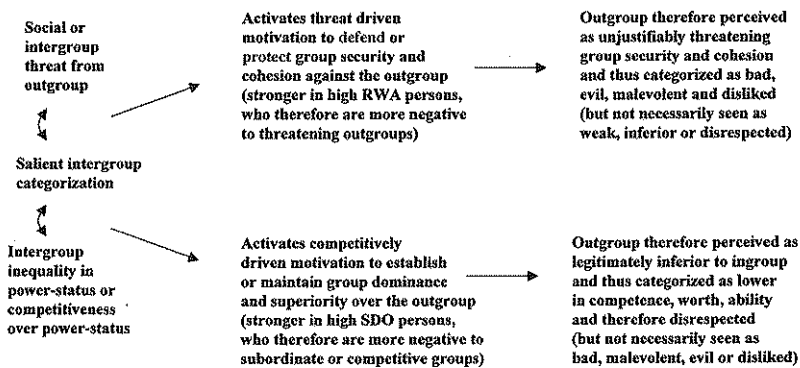 Social or
intergroup
threat from
outgroup
Activates threat driven
motivation to defend or
protect group security and
cohesion against the outgroup
(stronger in high RWA persons,
who therefore are more negative
to threatening outgroups)
Outgroup therefore perceived
as unjustifiably threatening
group security and cohesion
and thus categorized as bad,
evil, malevolent and disliked
(but not necessarily seen as
weak, inferior or disrespected)
Salient intergroup
categorization
Intergroup
inequality in
power-status or
competitiveness
over power-status
Activates competitively
driven motivation to establish
or maintain group dominance
and superiority over the outgroup
(stronger in high SDO persons,
who therefore are more negative to
subordinate or competitive groups)
Outgroup therefore perceived as
legitimately inferior to ingroup
and thus categorized as lower
in competence, worth, ability
and therefore disrespected
(but not necessarily seen as
bad, malevolent, evil or disliked)